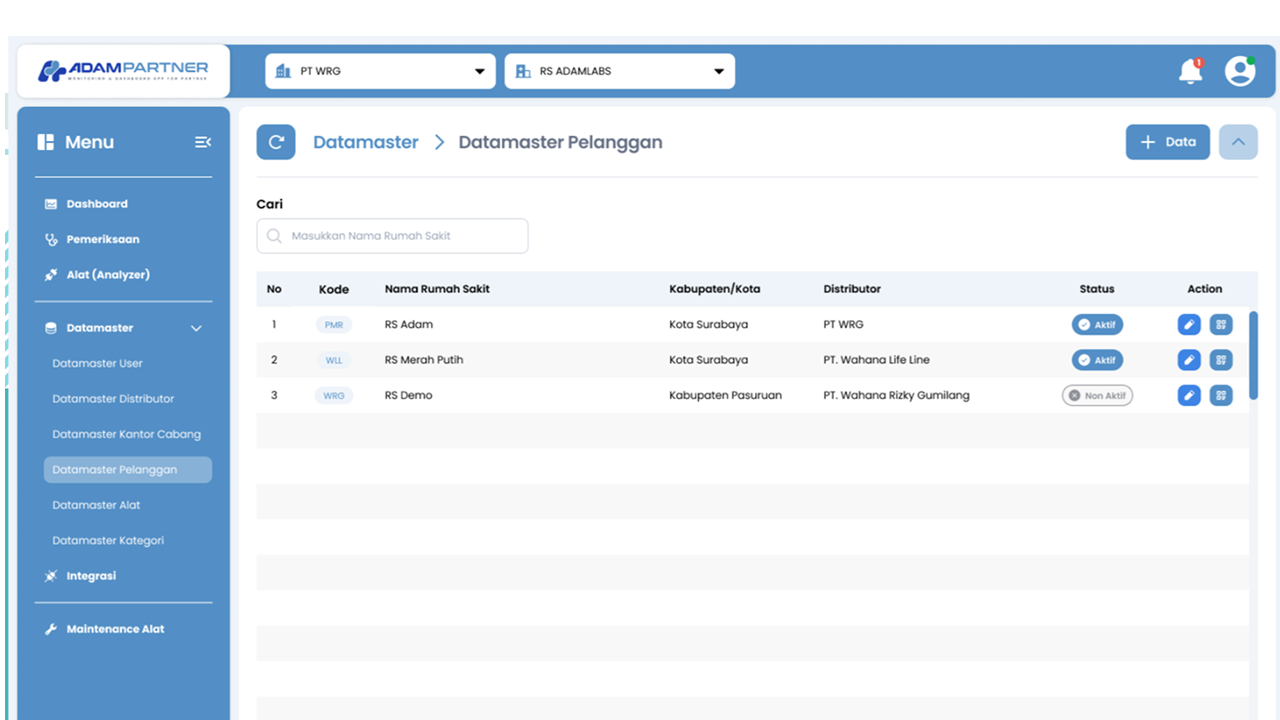 ADAMPARTNER
MONITORING & DASHBOARD APP FOR PARTNER
PT WRG
RS ADAMLABS
1
Menu
Dashboard
Pemeriksaan
Alat (Analyzer)
Datamaster
Datamaster User
Datamaster Distributor
Datamaster Kantor Cabang
Datamaster Pelanggan
Datamaster Alat
Datamaster Kategori
Integrasi
Maintenance Alat
Datamaster > Datamaster Pelanggan
+ Data
Cari
Masukkan Nama Rumah Sakit
No Kode Nama Rumah Sakit Kabupaten/Kota Distributor Status Action
1 PMR RS Adam Kota Surabaya PT WRG Aktif
2 WLL RS Merah Putih Kota Surabaya PT. Wahana Life Line Aktif
3 WRG RS Demo Kabupaten Pasuruan PT. Wahana Rizky Gumilang Non Aktif